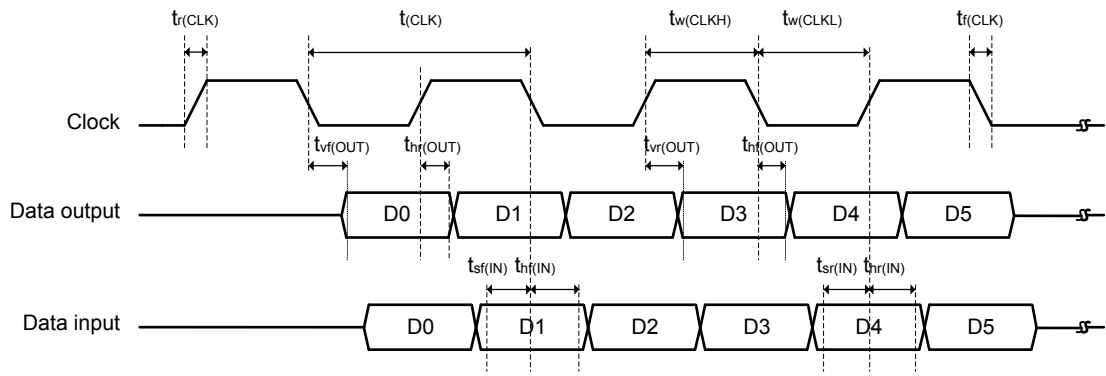 tr(CLK) t(CLK) tw(CLKH) tw(CLKL) tf(CLK)
Clock
tvf(OUT) thr(OUT) tvr(OUT) thf(OUT)
Data output D0 D1 D2 D3 D4 D5
tsf(IN) thf(IN) tsr(IN) thr(IN)
Data input D0 D1 D2 D3 D4 D5